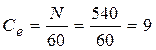 C_e = N/60 = 540/60 = 9